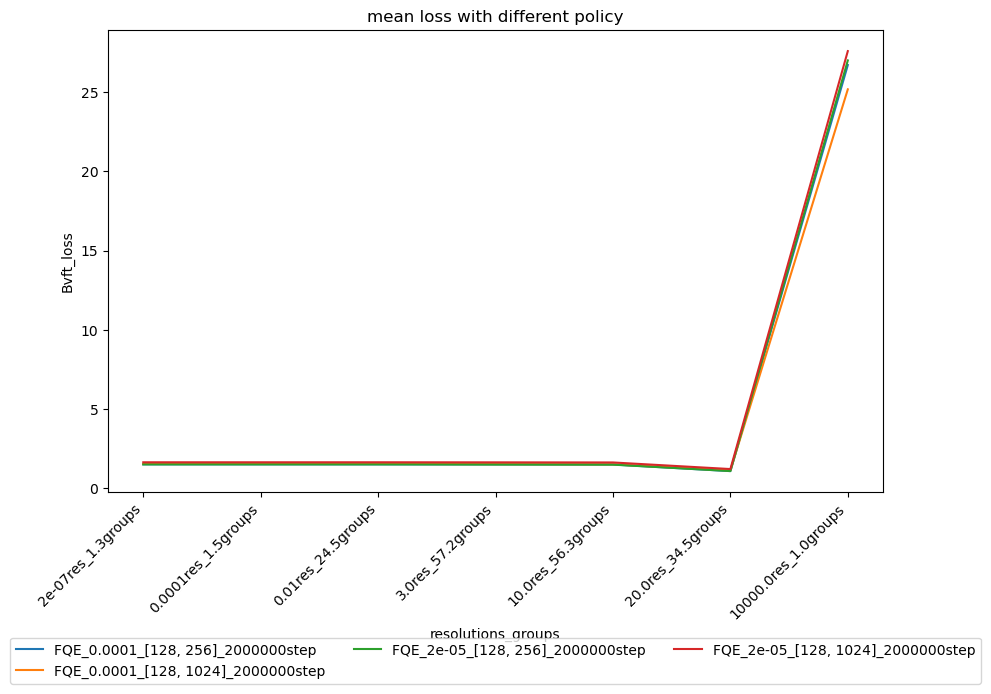 mean loss with different policy
Bvft_loss
25
20
15
10
5
0
2e-07res_1.3groups
0.0001res_1.5groups
0.01res_24.5groups
3.0res_57.2groups
10.0res_56.3groups
20.0res_34.5groups
10000.0res_1.0groups
resolutions_groups
FQE_0.0001_[128, 256]_2000000step
FQE_0.0001_[128, 1024]_2000000step
FQE_2e-05_[128, 256]_2000000step
FQE_2e-05_[128, 1024]_2000000step